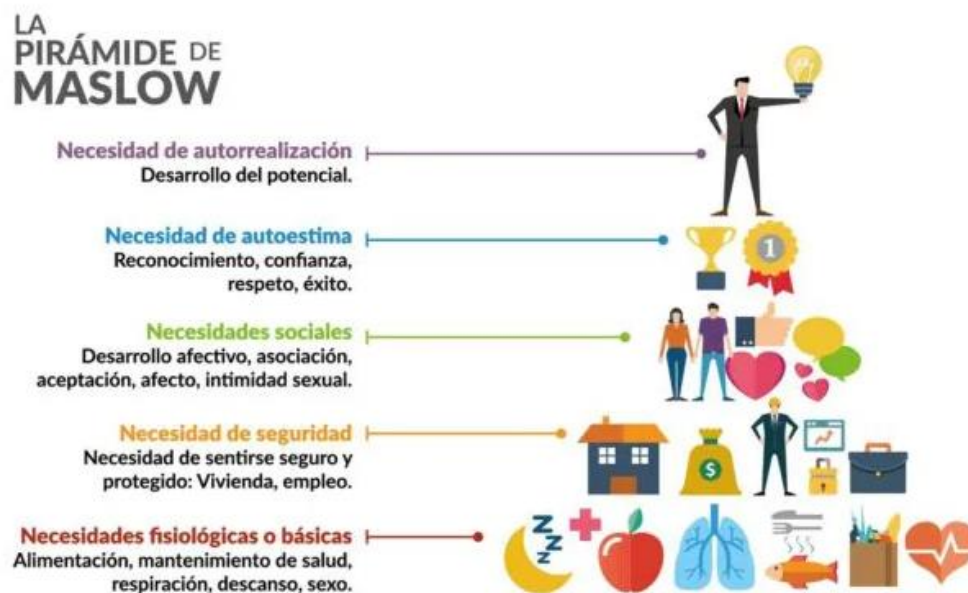 LA
PIRÁMIDE DE
MASLOW
Necesidad de autorrealización
Desarrollo del potencial.
Necesidad de autoestima
Reconocimiento, confianza,
respeto, éxito.
1
Necesidades sociales
Desarrollo afectivo, asociación,
aceptación, afecto, intimidad sexual.
Necesidad de seguridad
Necesidad de sentirse seguro y
protegido: Vivienda, empleo.
$
Necesidades fisiológicas o básicas
Alimentación, mantenimiento de salud,
respiración, descanso, sexo.
z z z z